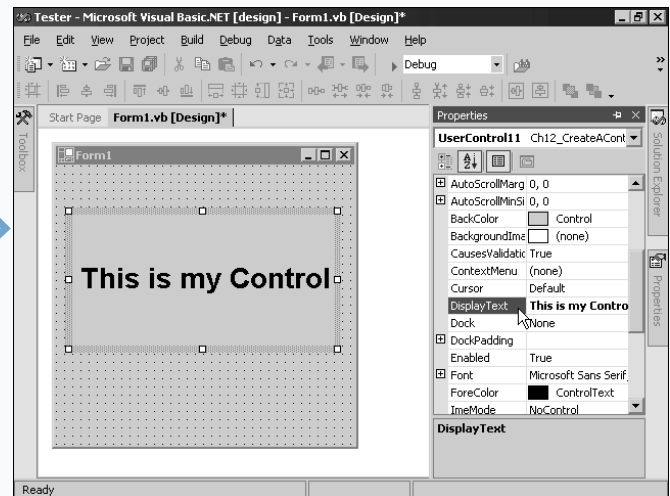 Tester - Microsoft Visual Basic.NET [design] - Form1.vb [Design]*
File Edit View Project Build Debug Data Tools Window Help
Debug
Start Page Form1.vb [Design]*
Toolbox
Form1
This is my Control
Properties
UserControl11 Ch12_CreateACont
AutoScrollMarg 0, 0
AutoScrollMinSi 0, 0
BackColor Control
BackgroundIma (none)
CausesValidatic True
ContextMenu (none)
Cursor Default
DisplayText This is my Contro
Dock None
DockPadding
Enabled True
Font Microsoft Sans Serif,
ForeColor ControlText
ImeMode NoControl
DisplayText
Solution Explorer
Properties
Ready